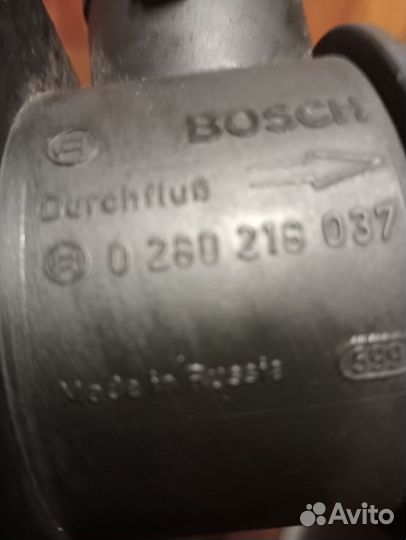 BOSCH
Durchfluß
0 280 218 037
Made in Russia
599
Avito